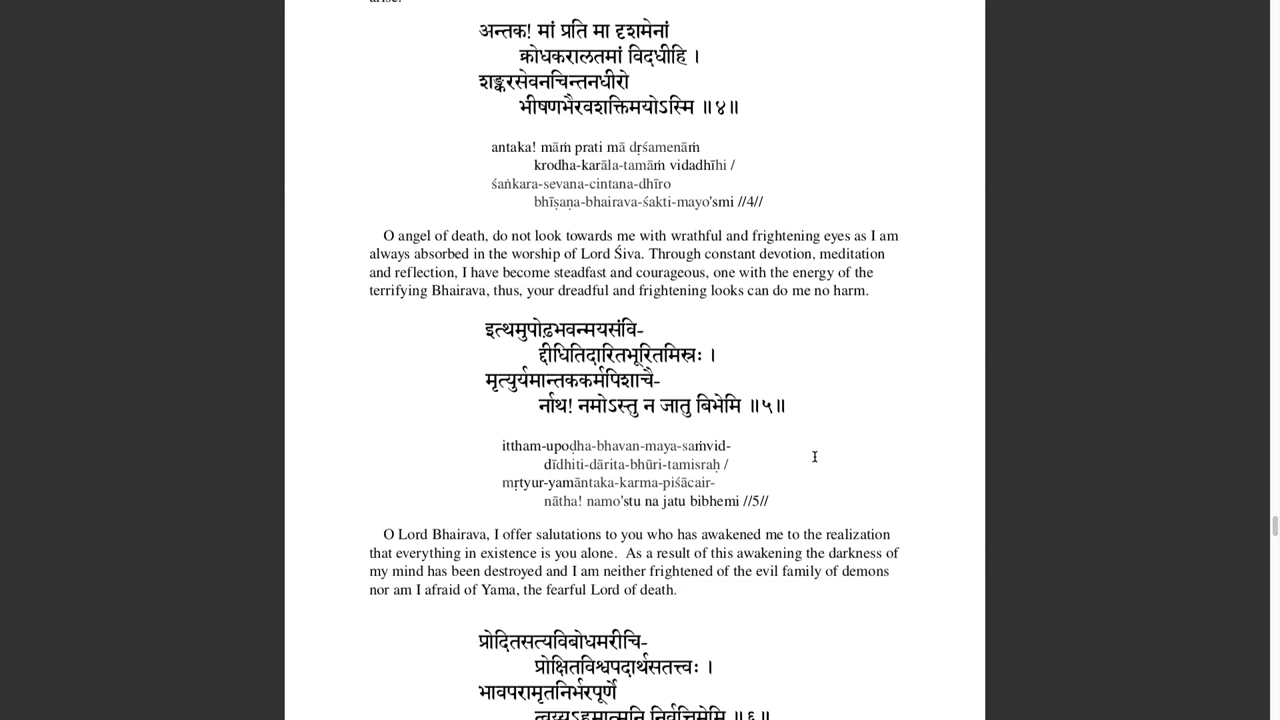 अन्तक! मां प्रति मा दृशमेनां
क्रोधकरालतमां विदधीहि ।
शङ्करसेवनचिन्तनधीरो
भीषणभैरवशक्तिमयोऽस्मि ॥४॥
antaka! māṁ prati mā dṛśamenāṁ
krodha-karāla-tamāṁ vidadhīhi /
śaṅkara-sevana-cintana-dhīro
bhīṣaṇa-bhairava-śakti-mayo'smi //4//
O angel of death, do not look towards me with wrathful and frightening eyes as I am
always absorbed in the worship of Lord Śiva. Through constant devotion, meditation
and reflection, I have become steadfast and courageous, one with the energy of the
terrifying Bhairava, thus, your dreadful and frightening looks can do me no harm.
इत्थमुपोढभवन्मयसंवि-
द्दीधितिदारितभूरितमिस्रः ।
मृत्युर्यमान्तककर्मपिशाचै-
र्नाथ! नमोऽस्तु न जातु बिभेमि ॥५॥
ittham-upoḍha-bhavan-maya-saṁvid-
dīdhiti-dārita-bhūri-tamisraḥ /
mṛtyur-yamāntaka-karma-piśācair-
nātha! namo'stu na jatu bibhemi //5//
O Lord Bhairava, I offer salutations to you who has awakened me to the realization
that everything in existence is you alone. As a result of this awakening the darkness of
my mind has been destroyed and I am neither frightened of the evil family of demons
nor am I afraid of Yama, the fearful Lord of death.
प्रोदितसत्यविबोधमरीचि-
प्रोक्षितविश्वपदार्थसतत्त्वः ।
भावपरामृतनिर्भरपूर्णे